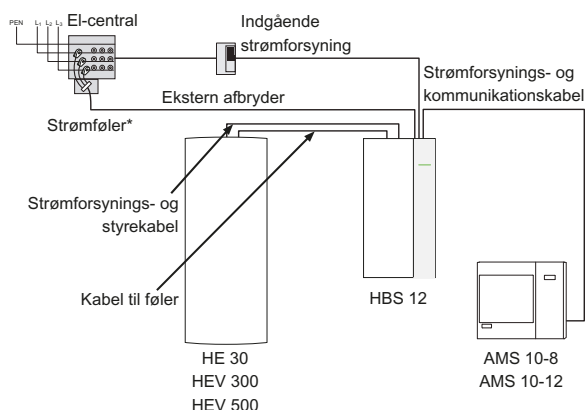 PEN L₁ L₂ L₃
El-central
Indgående
strømforsyning
Ekstern afbryder
Strømføler*
Strømforsynings- og
kommunikationskabel
Strømforsynings- og
styrekabel
Kabel til føler
HBS 12
HE 30
HEV 300
HEV 500
AMS 10-8
AMS 10-12